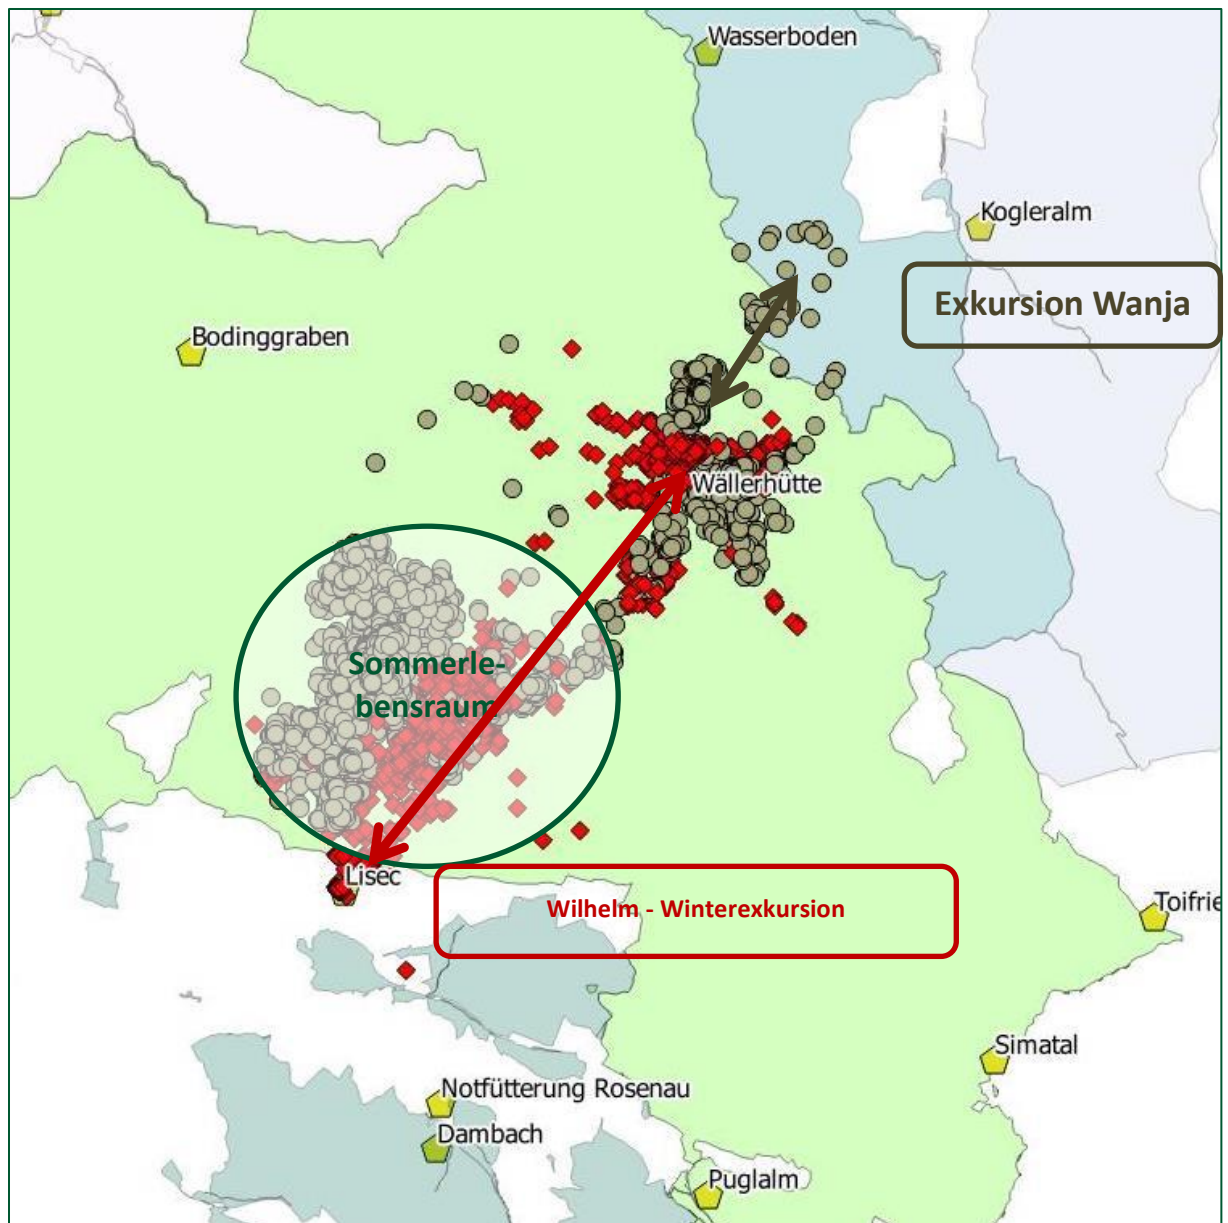 Wasserboden
Kogleralm
Exkursion Wanja
Bodinggraben
Wällerhütte
Sommerle-
bensraum
Lisec
Wilhelm - Winterexkursion
Toifrie
Simatal
Notfütterung Rosenau
Dambach
Puglalm